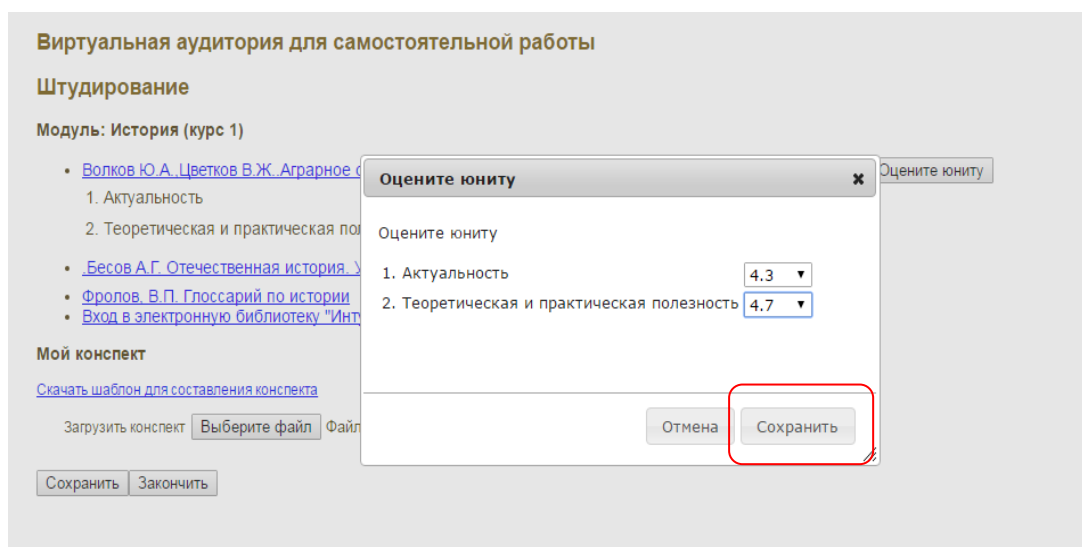 Виртуальная аудитория для самостоятельной работы
Штудирование
Модуль: История (курс 1)
• Волков Ю.А.,Цветков В.Ж..Аграрное
Оцените юниту
1. Актуальность
2. Теоретическая и практическая
• .Бесов А.Г. Отечественная история.
• Фролов, В.П. Глоссарий по истории
• Вход в электронную библиотеку
Мой конспект
Скачать шаблон для составления конспекта
Загрузить конспект Выберите файл Файл
Сохранить Закончить
Оцените юниту
Оцените юниту
1. Актуальность 4.3
2. Теоретическая и практическая полезность 4.7
Отмена Сохранить